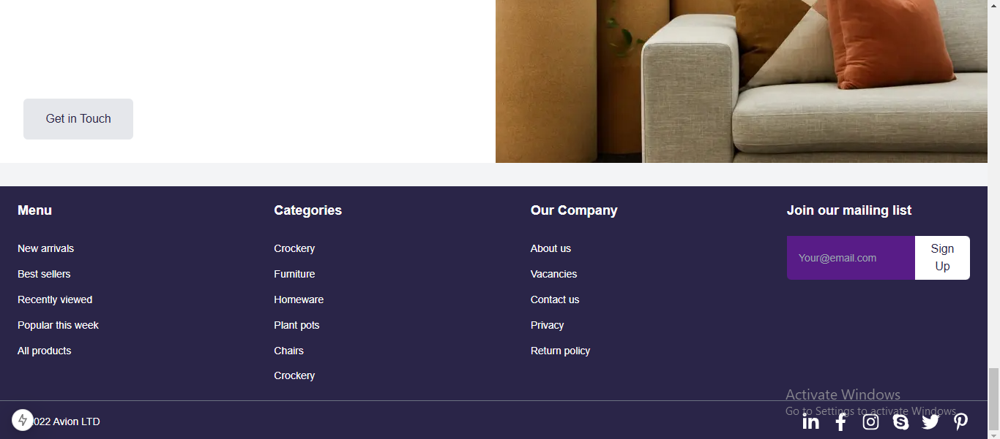 Get in Touch
Menu
New arrivals
Best sellers
Recently viewed
Popular this week
All products
Categories
Crockery
Furniture
Homeware
Plant pots
Chairs
Crockery
Our Company
About us
Vacancies
Contact us
Privacy
Return policy
Join our mailing list
Your@email.com
Sign
Up
Activate Windows
Go to Settings to activate Windows.
022 Avion LTD